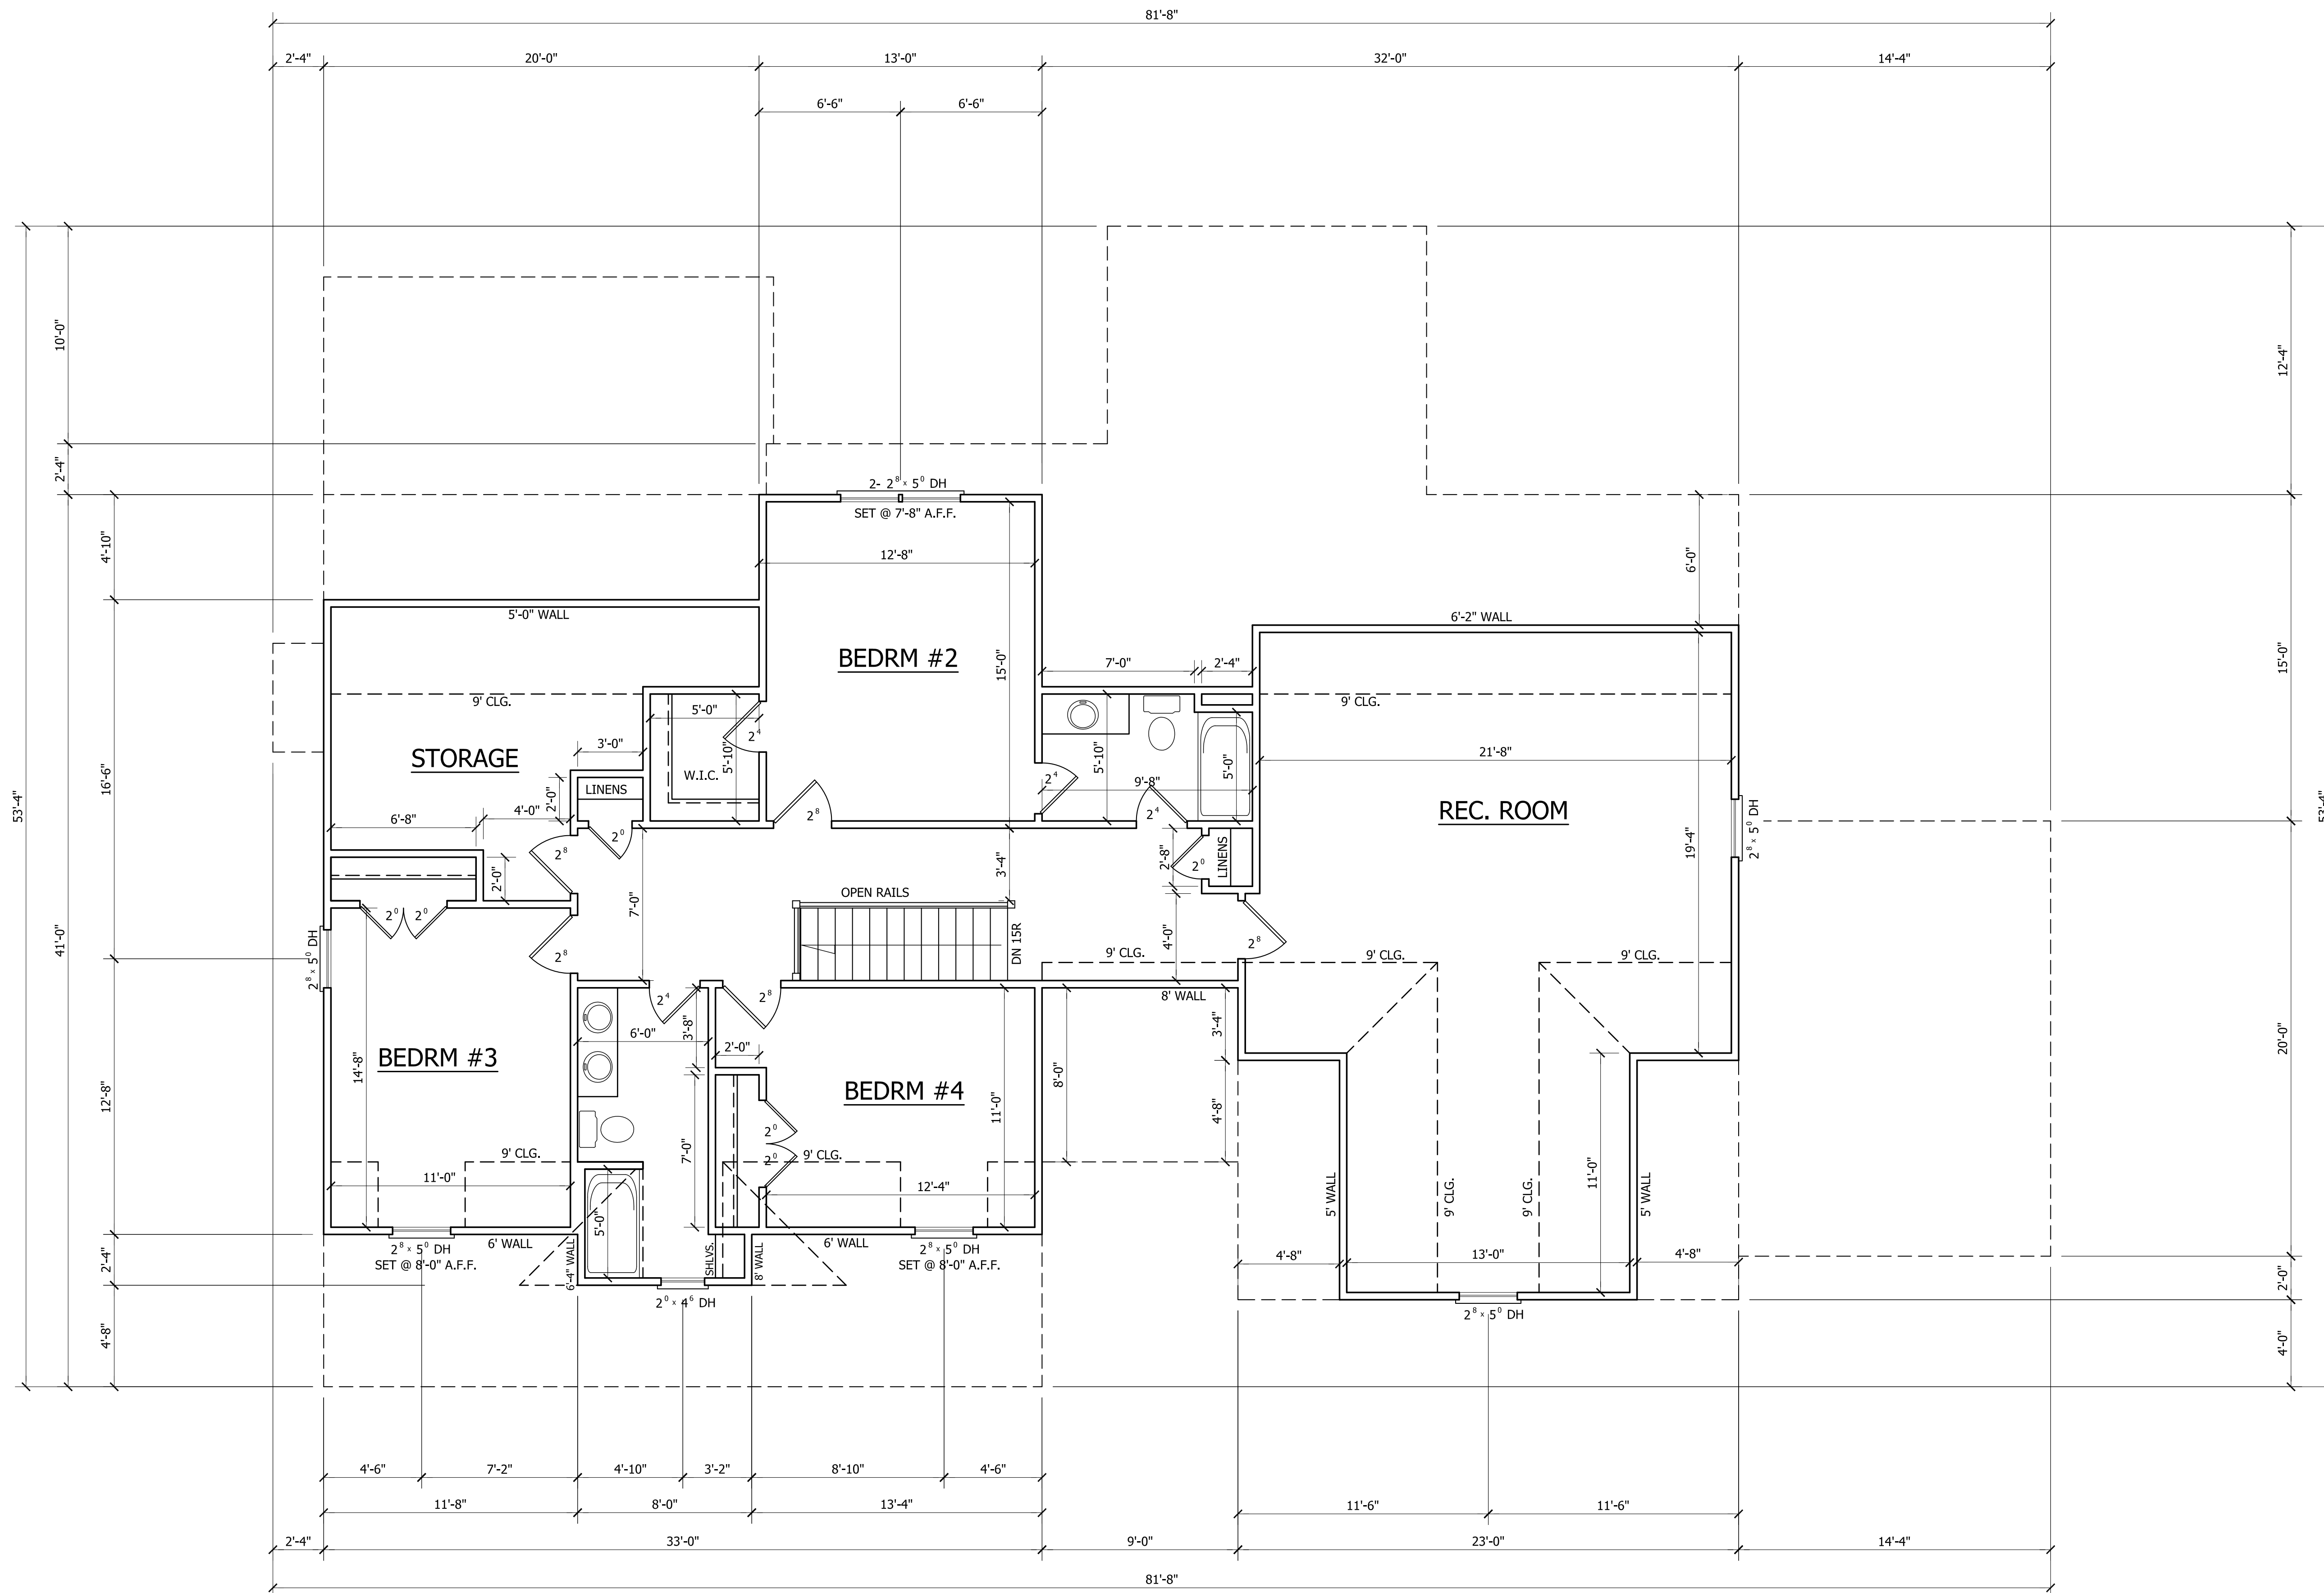 81'-8"
2'-4" 20'-0" 13'-0" 32'-0" 14'-4"
6'-6" 6'-6"
10'-0"
12'-4"
2'-4"
2- 2⁸ x 5⁰ DH
SET @ 7'-8" A.F.F.
4'-10"
12'-8"
6'-0"
5'-0" WALL
6'-2" WALL
BEDRM #2
15'-0"
15'-0"
7'-0" 2'-4"
9' CLG.
9' CLG.
5'-0"
2⁴
3'-0"
STORAGE
5'-10"
W.I.C.
5'-10"
5'-0"
21'-8"
16'-6"
2⁴
9'-8"
LINENS
2'-0"
4'-0"
6'-8"
2⁸
2⁴
REC. ROOM
2⁸ x 5⁰ DH
53'-4"
53'-4"
2⁰
2⁸
2'-8"
2⁰
LINENS
19'-4"
3'-4"
2'-0"
OPEN RAILS
7'-0"
2⁰ 2⁰
41'-0"
2⁸ x 5⁰ DH
2⁸
DN 15R
4'-0"
2⁸
9' CLG.
9' CLG.
9' CLG.
8' WALL
2⁴
2⁸
3'-8"
6'-0"
2'-0"
3'-4"
20'-0"
BEDRM #3
14'-8"
8'-0"
BEDRM #4
12'-8"
11'-0"
4'-8"
2⁰
2⁰
7'-0"
9' CLG.
9' CLG.
11'-0"
12'-4"
11'-0"
5' WALL
9' CLG.
9' CLG.
5' WALL
5'-0"
6' WALL
6'-4" WALL
SHLVS.
8' WALL
6' WALL
2⁸ x 5⁰ DH
SET @ 8'-0" A.F.F.
2⁸ x 5⁰ DH
SET @ 8'-0" A.F.F.
4'-8" 13'-0" 4'-8"
2'-4"
2'-0"
2⁰ x 4⁶ DH
2⁸ x 5⁰ DH
4'-8"
4'-0"
4'-6" 7'-2" 4'-10" 3'-2" 8'-10" 4'-6"
11'-8" 8'-0" 13'-4" 11'-6" 11'-6"
2'-4" 33'-0" 9'-0" 23'-0" 14'-4"
81'-8"